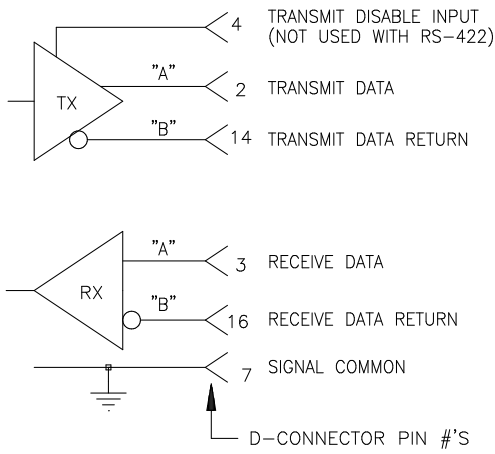 4 TRANSMIT DISABLE INPUT
(NOT USED WITH RS-422)
TX
"A" 2 TRANSMIT DATA
"B" 14 TRANSMIT DATA RETURN
RX
"A" 3 RECEIVE DATA
"B" 16 RECEIVE DATA RETURN
7 SIGNAL COMMON
D-CONNECTOR PIN #'S